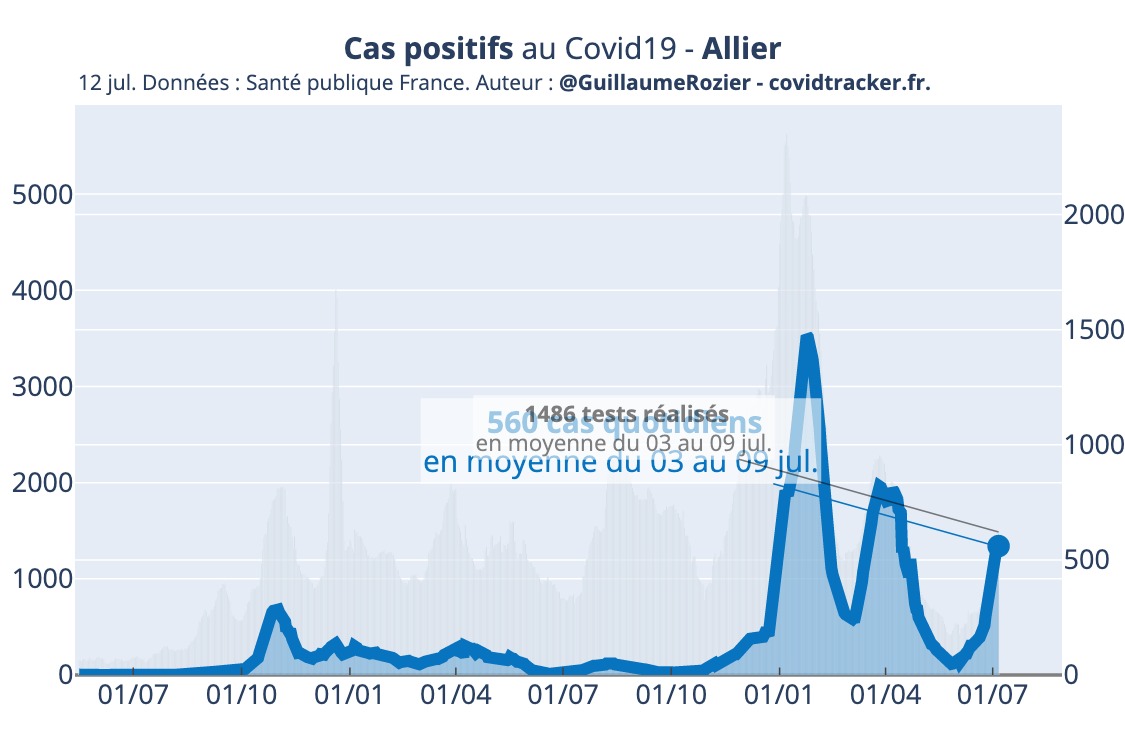 Cas positifs au Covid19 - Allier
12 jul. Données : Santé publique France. Auteur : @GuillaumeRozier - covidtracker.fr.
5000
4000
3000
2000
1000
0
2000
1500
1000
500
0
1486 tests réalisés
560 cas quotidiens
en moyenne du 03 au 09 jul.
en moyenne du 03 au 09 jul.
01/07 01/10 01/01 01/04 01/07 01/10 01/01 01/04 01/07